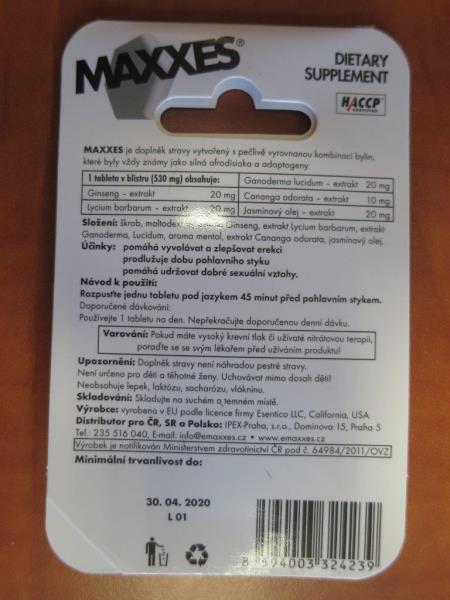 MAXXES®
DIETARY
SUPPLEMENT
HACCP
CERTIFIED
MAXXES je doplněk stravy vytvořený s pečlivě vyrovnanou kombinací bylin,
které byly vždy známy jako silná afrodisiaka a adaptogeny.
1 tableta v blistru (530 mg) obsahuje:
Ginseng – extrakt 20 mg
Lycium barbarum – extrakt 20 mg
Ganoderma lucidum – extrakt 20 mg
Cananga odorata – extrakt 10 mg
Jasmínový olej – extrakt 20 mg
Složení: škrob, Ginseng, extrakt Lycium barbarum, extrakt
Ganoderma, Lucidum, aroma mentol, extrakt Cananga odorata, jasmínový olej.
Účinky: pomáhá vyvolávat a zlepšovat erekci
prodlužuje dobu pohlavního styku
pomáhá udržovat dobré sexuální vztahy.
Návod k použití:
Rozpusťte jednu tabletu pod jazykem 45 minut před pohlavním stykem.
Doporučené dávkování:
Používejte 1 tabletu na den. Nepřekračujte doporučenou denní dávku.
Varování: Pokud máte vysoký krevní tlak či užíváte nitrátovou terapii,
poraďte se se svým lékařem před užíváním produktu!
Upozornění: Doplněk stravy není náhradou pestré stravy.
Není určeno pro děti a těhotné ženy. Uchovávat mimo dosah dětí!
Neobsahuje lepek, laktózu, sacharózu, vlákninu.
Skladování: Skladujte na suchém a temném místě.
Výrobce: vyrobeno v EU podle licence firmy Esentico LLC, California, USA
Distributor pro ČR, SR a Polsko: IPEX-Praha, s.r.o., Dominova 15, Praha 5
Tel.: 235 516 040, E-mail: info@emaxxes.cz • www.emaxxes.cz
Výrobek je notifikován Ministerstvem zdravotnictví ČR pod č. 64984/2011/OVZ
Minimální trvanlivost do:
30. 04. 2020
L 01
8 594003 324239